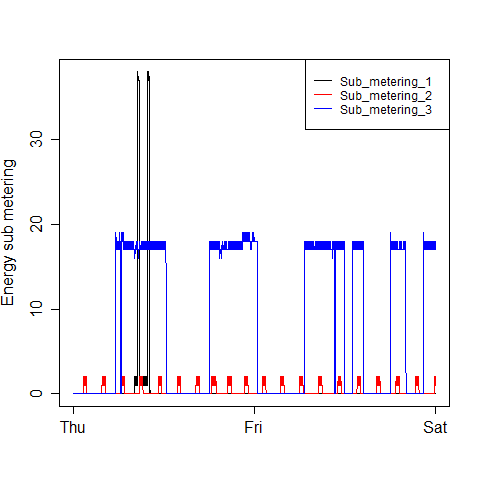 Sub_metering_1
Sub_metering_2
Sub_metering_3
Energy sub metering
30
20
10
0
Thu Fri Sat